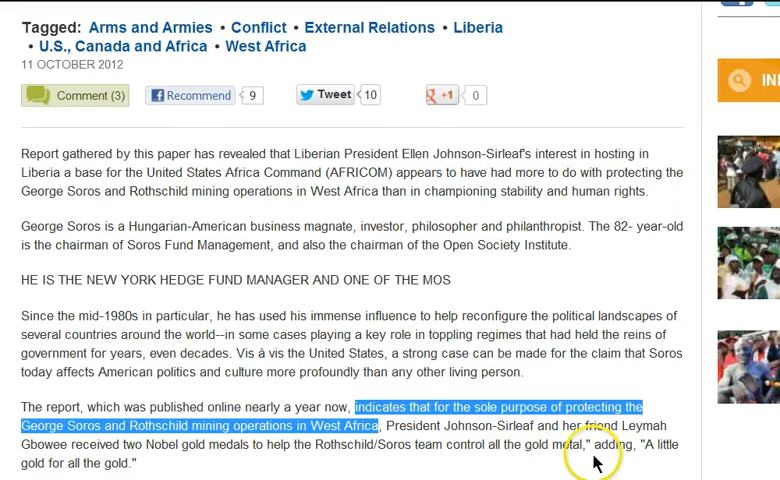 Tagged: Arms and Armies • Conflict • External Relations • Liberia
• U.S., Canada and Africa • West Africa
11 OCTOBER 2012
Comment (3) Recommend 9 Tweet 10 +1 0
IN
Report gathered by this paper has revealed that Liberian President Ellen Johnson-Sirleaf's interest in hosting in
Liberia a base for the United States Africa Command (AFRICOM) appears to have had more to do with protecting the
George Soros and Rothschild mining operations in West Africa than in championing stability and human rights.
George Soros is a Hungarian-American business magnate, investor, philosopher and philanthropist. The 82- year-old
is the chairman of Soros Fund Management, and also the chairman of the Open Society Institute.
HE IS THE NEW YORK HEDGE FUND MANAGER AND ONE OF THE MOS
Since the mid-1980s in particular, he has used his immense influence to help reconfigure the political landscapes of
several countries around the world--in some cases playing a key role in toppling regimes that had held the reins of
government for years, even decades. Vis à vis the United States, a strong case can be made for the claim that Soros
today affects American politics and culture more profoundly than any other living person.
The report, which was published online nearly a year now, indicates that for the sole purpose of protecting the
George Soros and Rothschild mining operations in West Africa, President Johnson-Sirleaf and her friend Leymah
Gbowee received two Nobel gold medals to help the Rothschild/Soros team control all the gold metal," adding, "A little
gold for all the gold."